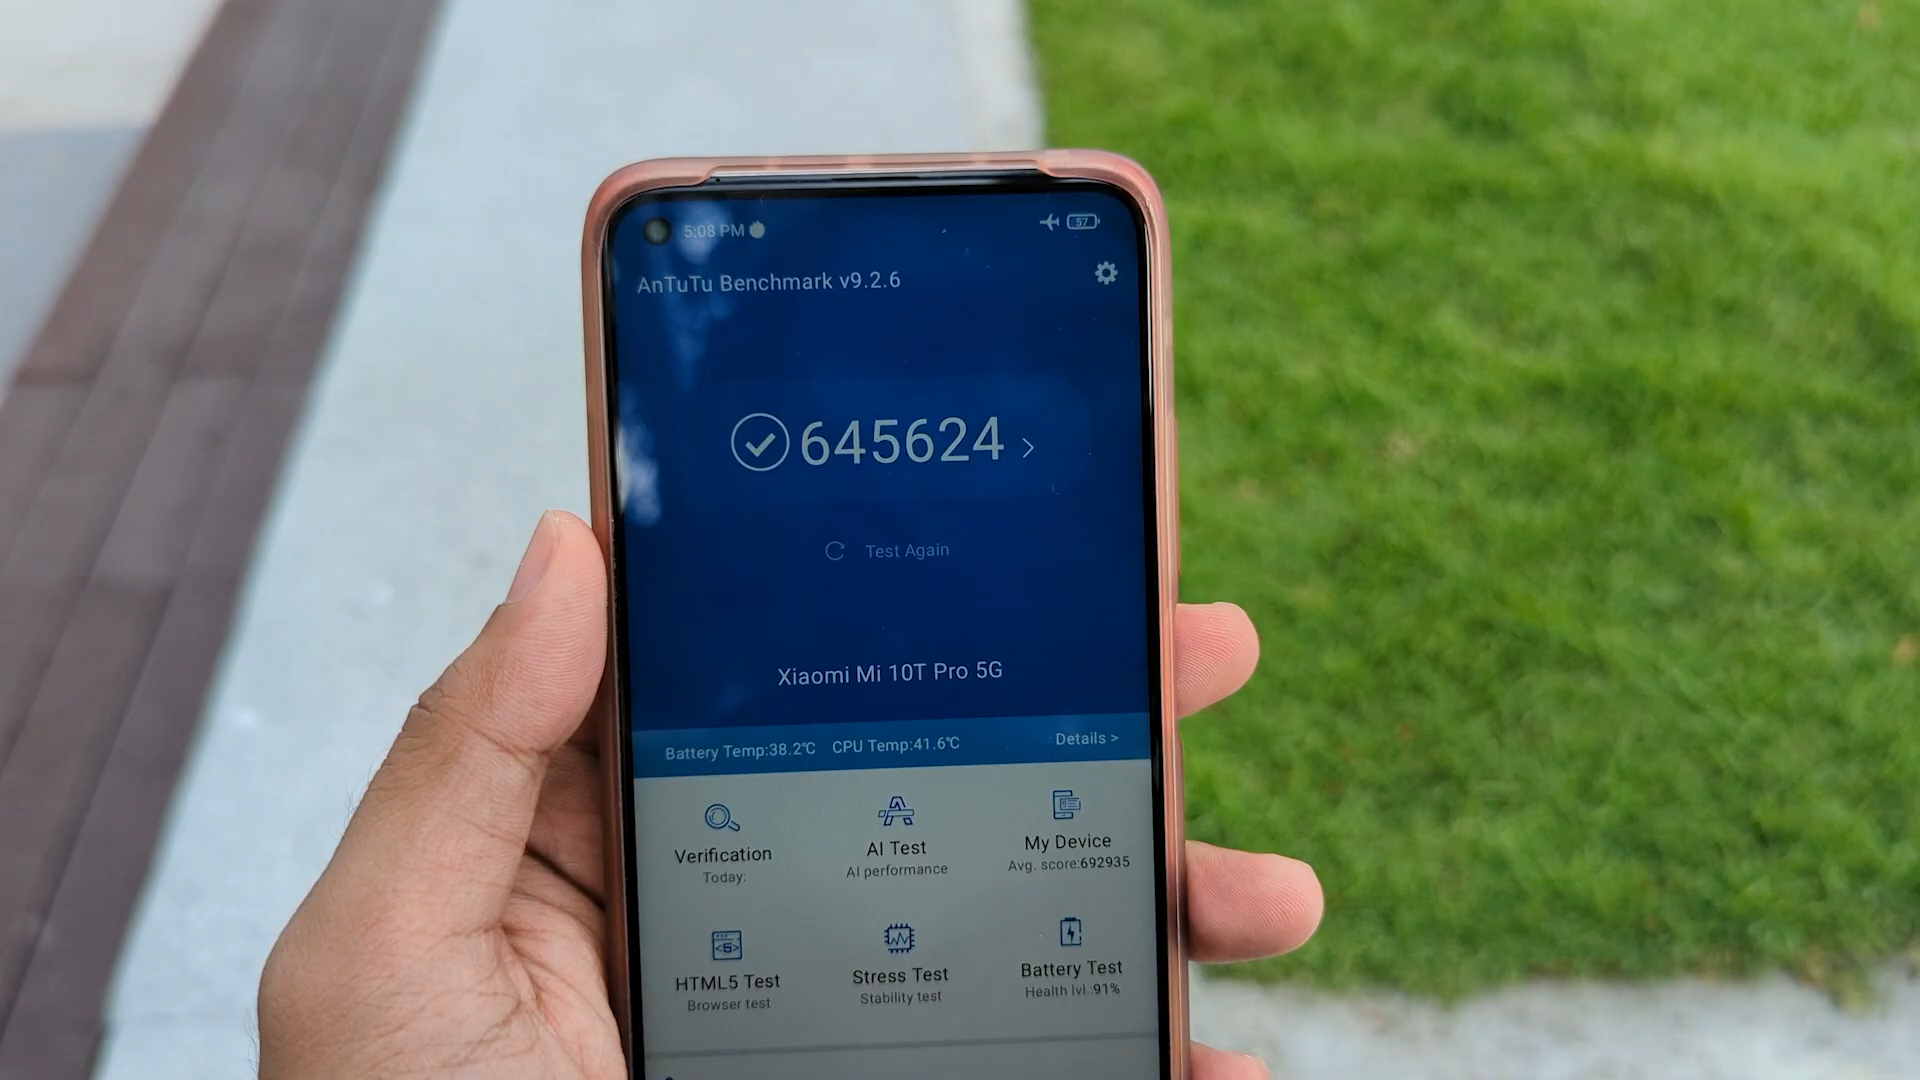 5:08 PM
57
AnTuTu Benchmark v9.2.6
645624 >
Test Again
Xiaomi Mi 10T Pro 5G
Battery Temp:38.2℃ CPU Temp:41.6℃ Details >
Verification
Today:
AI Test
AI performance
My Device
Avg. score:692935
HTML5 Test
Browser test
Stress Test
Stability test
Battery Test
Health lvl.:91%